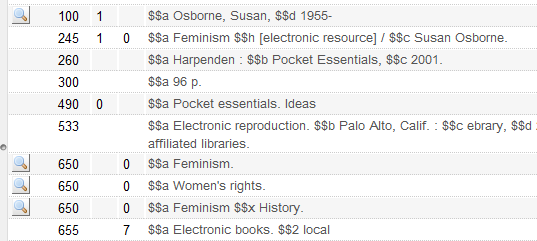 100 1 $$a Osborne, Susan, $$d 1955-
245 1 0 $$a Feminism $$h [electronic resource] / $$c Susan Osborne.
260 $$a Harpenden : $$b Pocket Essentials, $$c 2001.
300 $$a 96 p.
490 0 $$a Pocket essentials. Ideas
533 $$a Electronic reproduction. $$b Palo Alto, Calif. : $$c ebrary, $$d
affiliated libraries.
650 0 $$a Feminism.
650 0 $$a Women's rights.
650 0 $$a Feminism $$x History.
655 7 $$a Electronic books. $$2 local